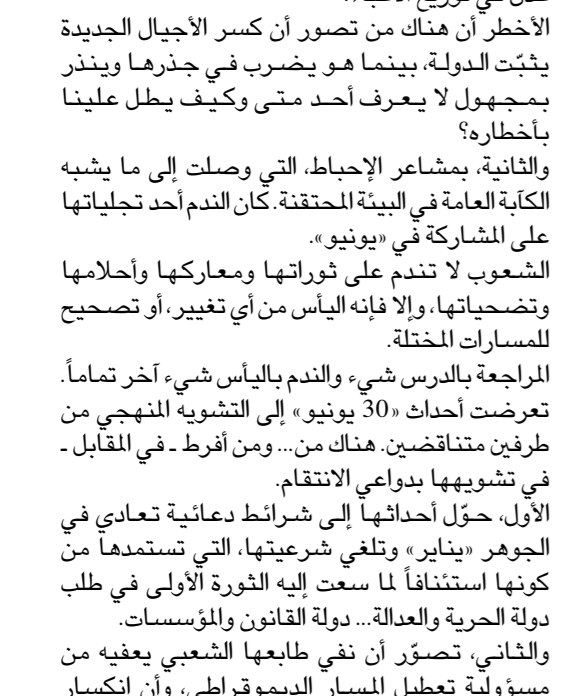 الأخطر أن هناك من تصور أن كسر الأجيال الجديدة
يثبّت الدولة، بينما هو يضرب في جذرها وينذر
بمجهول لا يعرف أحد متى وكيف يطل علينا
بأخطاره؟
والثانية، بمشاعر الإحباط، التي وصلت إلى ما يشبه
الكآبة العامة في البيئة المحتقنة. كان الندم أحد تجلياتها
على المشاركة في «يونيو».
الشعوب لا تندم على ثوراتها ومعاركها وأحلامها
وتضحياتها، وإلا فإنه اليأس من أي تغيير، أو تصحيح
للمسارات المختلة.
المراجعة بالدرس شيء والندم باليأس شيء آخر تماماً.
تعرضت أحداث «30 يونيو» إلى التشويه المنهجي من
طرفين متناقضين. هناك من... ومن أفرط ـ في المقابل ـ
في تشويهها بدواعي الانتقام.
الأول، حوّل أحداثها إلى شرائط دعائية تعادي في
الجوهر «يناير» وتلغي شرعيتها، التي تستمدها من
كونها استئنافاً لما سعت إليه الثورة الأولى في طلب
دولة الحرية والعدالة... دولة القانون والمؤسسات.
والثاني، تصوّر أن نفي طابعها الشعبي يعفيه من
مسؤولية تعطيل المسار الديموقراطي، وأن انكسار